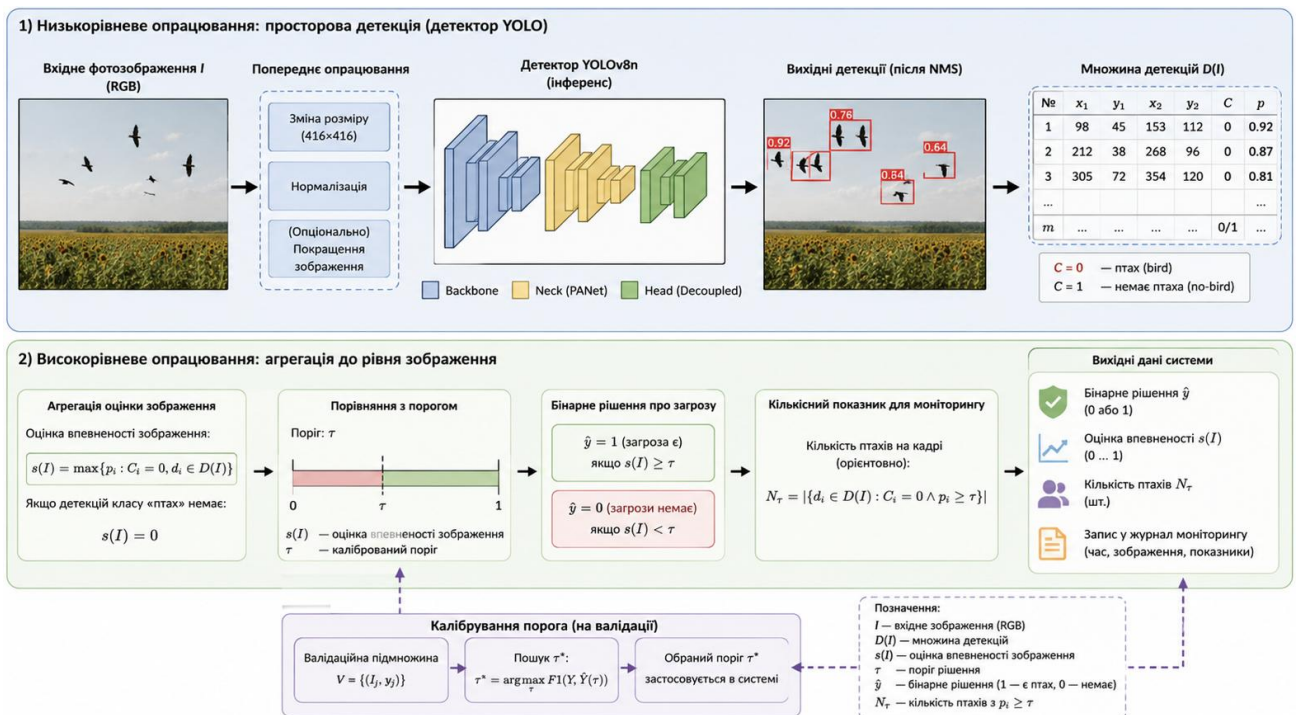 1) Низькорівневе опрацювання: просторова детекція (детектор YOLO)
Вхідне фотозображення I
(RGB)
Попереднє опрацювання
Зміна розміру
(416×416)
Нормалізація
(Опціонально)
Покращення
зображення
Детектор YOLOv8n
(інференс)
Backbone
Neck (PANet)
Head (Decoupled)
Вихідні детекції (після NMS)
0.76
0.92
0.64
0.64
Множина детекцій D(I)
№ x₁ y₁ x₂ y₂ C p
1 98 45 153 112 0 0.92
2 212 38 268 96 0 0.87
3 305 72 354 120 0 0.81
... ...
m ... ... ... ... 0/1 ...
C = 0 — птах (bird)
C = 1 — немає птаха (no-bird)
2) Високорівневе опрацювання: агрегація до рівня зображення
Агрегація оцінки зображення
Оцінка впевненості зображення:
s(I) = max{pᵢ : Cᵢ = 0, dᵢ ∈ D(I)}
Якщо детекцій класу «птах» немає:
s(I) = 0
Порівняння з порогом
Поріг: τ
0 τ 1
s(I) — оцінка впевненості зображення
τ — калібрований поріг
Бінарне рішення про загрозу
ŷ = 1 (загроза є)
якщо s(I) ≥ τ
ŷ = 0 (загрози немає)
якщо s(I) < τ
Кількісний показник для моніторингу
Кількість птахів на кадрі
(орієнтовно):
N_τ = |{dᵢ ∈ D(I) : Cᵢ = 0 ∧ pᵢ ≥ τ}|
Вихідні дані системи
Бінарне рішення ŷ
(0 або 1)
Оцінка впевненості s(I)
(0 ... 1)
Кількість птахів N_τ
(шт.)
Запис у журнал моніторингу
(час, зображення, показники)
Калібрування порога (на валідації)
Валідаційна підмножина
V = {(Iⱼ, yⱼ)}
Пошук τ*:
τ* = argmax F1(Y, Ŷ(τ))
τ
Обраний поріг τ*
застосовується в системі
Позначення:
I — вхідне зображення (RGB)
D(I) — множина детекцій
s(I) — оцінка впевненості зображення
τ — поріг рішення
ŷ — бінарне рішення (1 — є птах, 0 — немає)
N_τ — кількість птахів з pᵢ ≥ τ